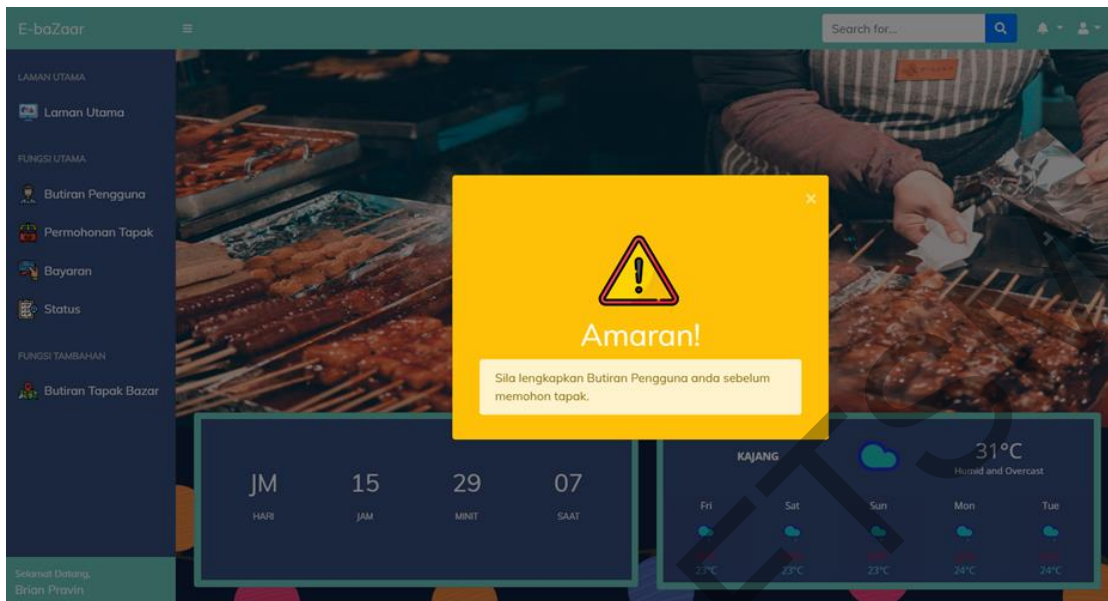 E-baZaar
Search for...
LAMAN UTAMA
Laman Utama
FUNGSI UTAMA
Butiran Pengguna
Permohonan Tapak
Bayaran
Status
FUNGSI TAMBAHAN
Butiran Tapak Bazar
Selamat Datang,
Brian Pravin
Amaran!
Sila lengkapkan Butiran Pengguna anda sebelum
memohon tapak.
JM 15 29 07
HARI JAM MINIT SAAT
KAJANG 31°C
Humid and Overcast
Fri Sat Sun Mon Tue
23°C 23°C 23°C 24°C 24°C